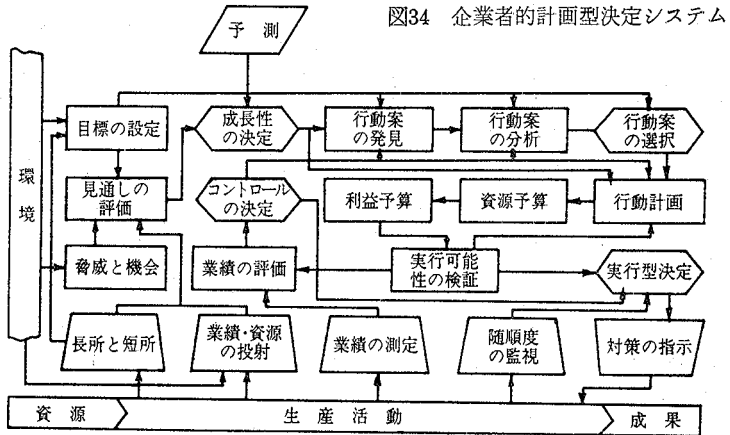 図34 企業者的計画型決定システム
予測
目標の設定
成長性
の決定
行動案
の発見
行動案
の分析
行動案
の選択
環境
見通しの
評価
コントロール
の決定
利益予算
資源予算
行動計画
脅威と機会
業績の評価
実行可能
性の検証
実行型決定
長所と短所
業績・資源
の投射
業績の測定
随順度
の監視
対策の指示
資源
生産活動
成果